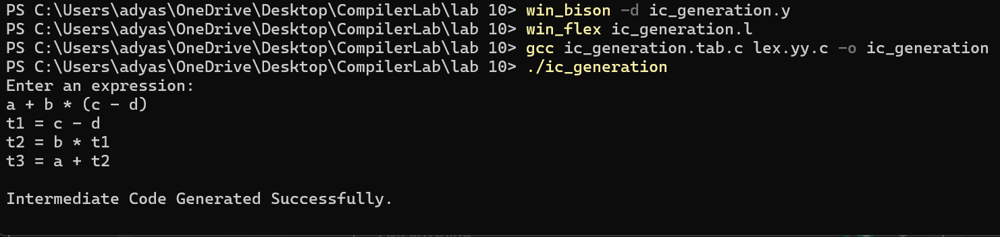 PS C:\Users\adyas\OneDrive\Desktop\CompilerLab\lab 10> win_bison -d ic_generation.y
PS C:\Users\adyas\OneDrive\Desktop\CompilerLab\lab 10> win_flex ic_generation.l
PS C:\Users\adyas\OneDrive\Desktop\CompilerLab\lab 10> gcc ic_generation.tab.c lex.yy.c -o ic_generation
PS C:\Users\adyas\OneDrive\Desktop\CompilerLab\lab 10> ./ic_generation
Enter an expression:
a + b * (c - d)
t1 = c - d
t2 = b * t1
t3 = a + t2
Intermediate Code Generated Successfully.